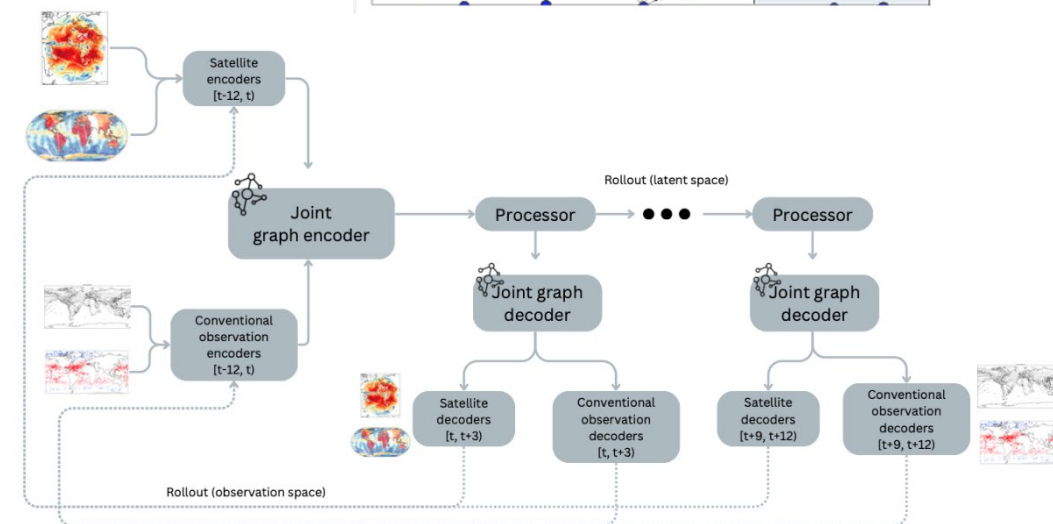 Satellite
encoders
[t-12, t)
Joint
graph encoder
Rollout (latent space)
Processor
Processor
Joint graph
decoder
Joint graph
decoder
Conventional
observation
encoders
[t-12, t)
Satellite
decoders
[t, t+3)
Conventional
observation
decoders
[t, t+3)
Satellite
decoders
[t+9, t+12)
Conventional
observation
decoders
[t+9, t+12)
Rollout (observation space)